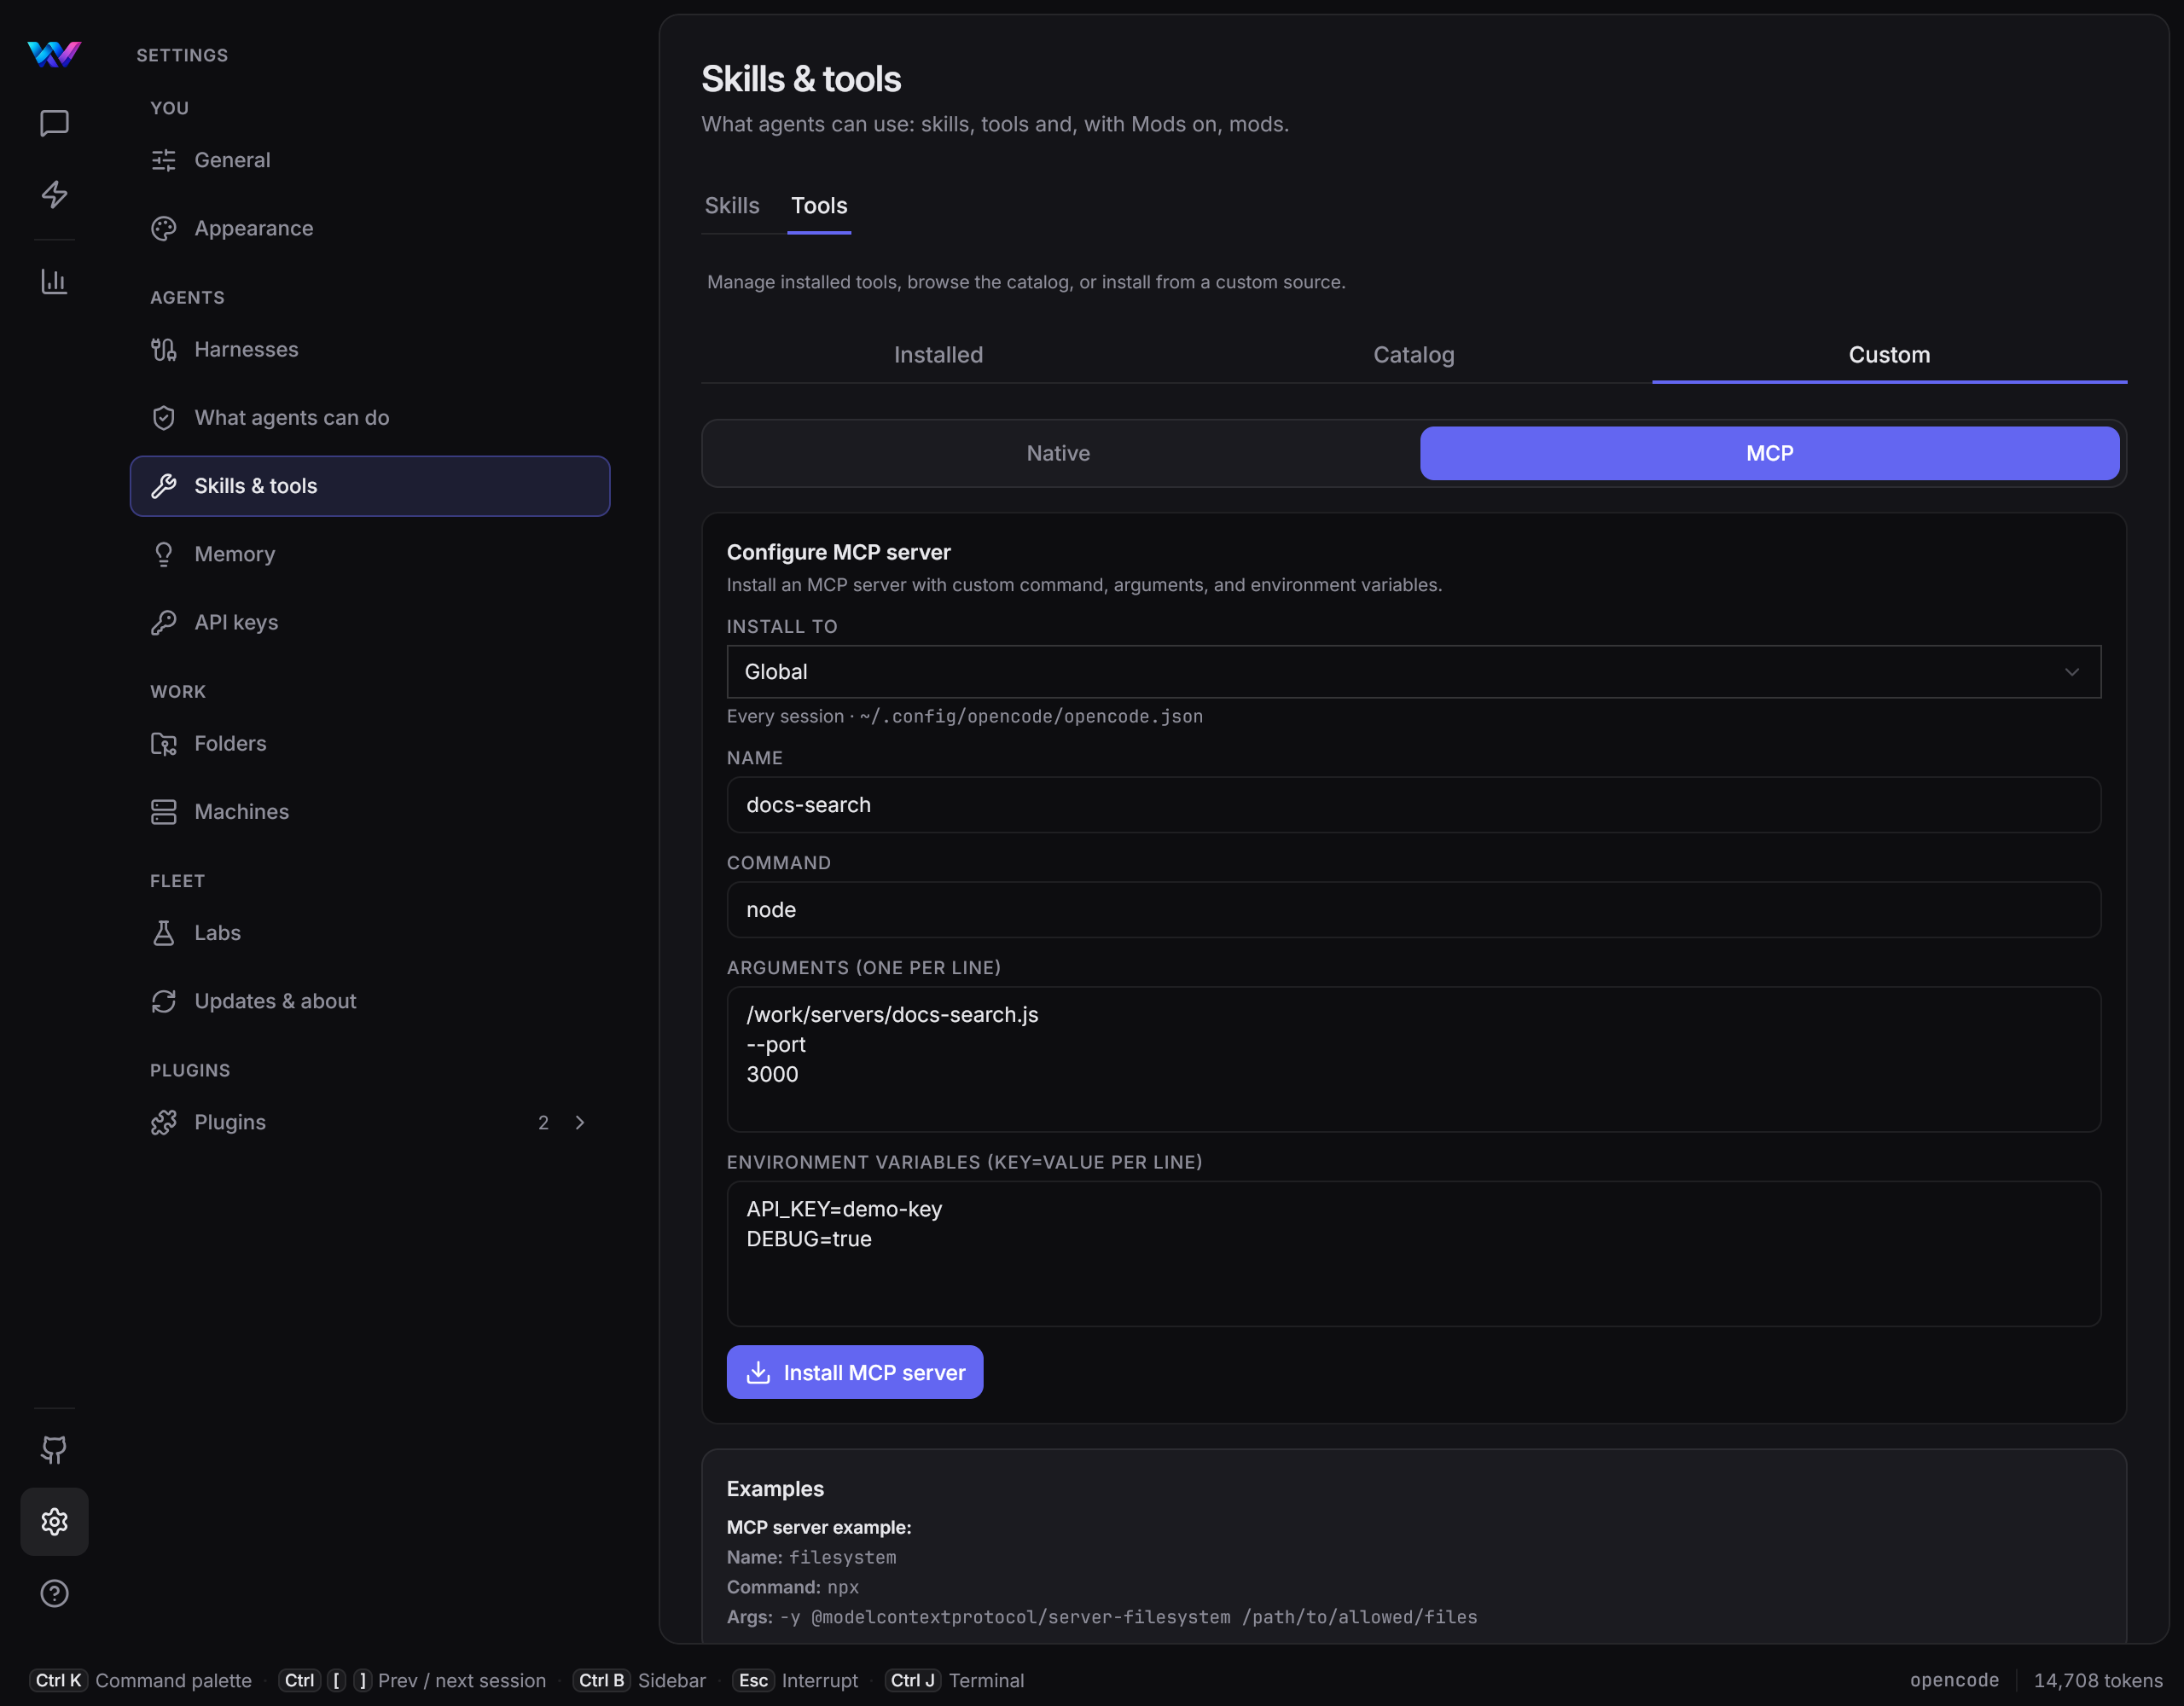 SETTINGS
YOU
General
Appearance
AGENTS
Harnesses
What agents can do
Skills & tools
Memory
API keys
WORK
Folders
Machines
FLEET
Labs
Updates & about
PLUGINS
Plugins 2
Skills & tools
What agents can use: skills, tools and, with Mods on, mods.
Skills Tools
Manage installed tools, browse the catalog, or install from a custom source.
Installed Catalog Custom
Native MCP
Configure MCP server
Install an MCP server with custom command, arguments, and environment variables.
INSTALL TO
Global
Every session · ~/.config/opencode/opencode.json
NAME
docs-search
COMMAND
node
ARGUMENTS (ONE PER LINE)
/work/servers/docs-search.js
--port
3000
ENVIRONMENT VARIABLES (KEY=VALUE PER LINE)
API_KEY=demo-key
DEBUG=true
Install MCP server
Examples
MCP server example:
Name: filesystem
Command: npx
Args: -y @modelcontextprotocol/server-filesystem /path/to/allowed/files
Ctrl K Command palette · Ctrl [ ] Prev / next session · Ctrl B Sidebar · Esc Interrupt · Ctrl J Terminal opencode 14,708 tokens